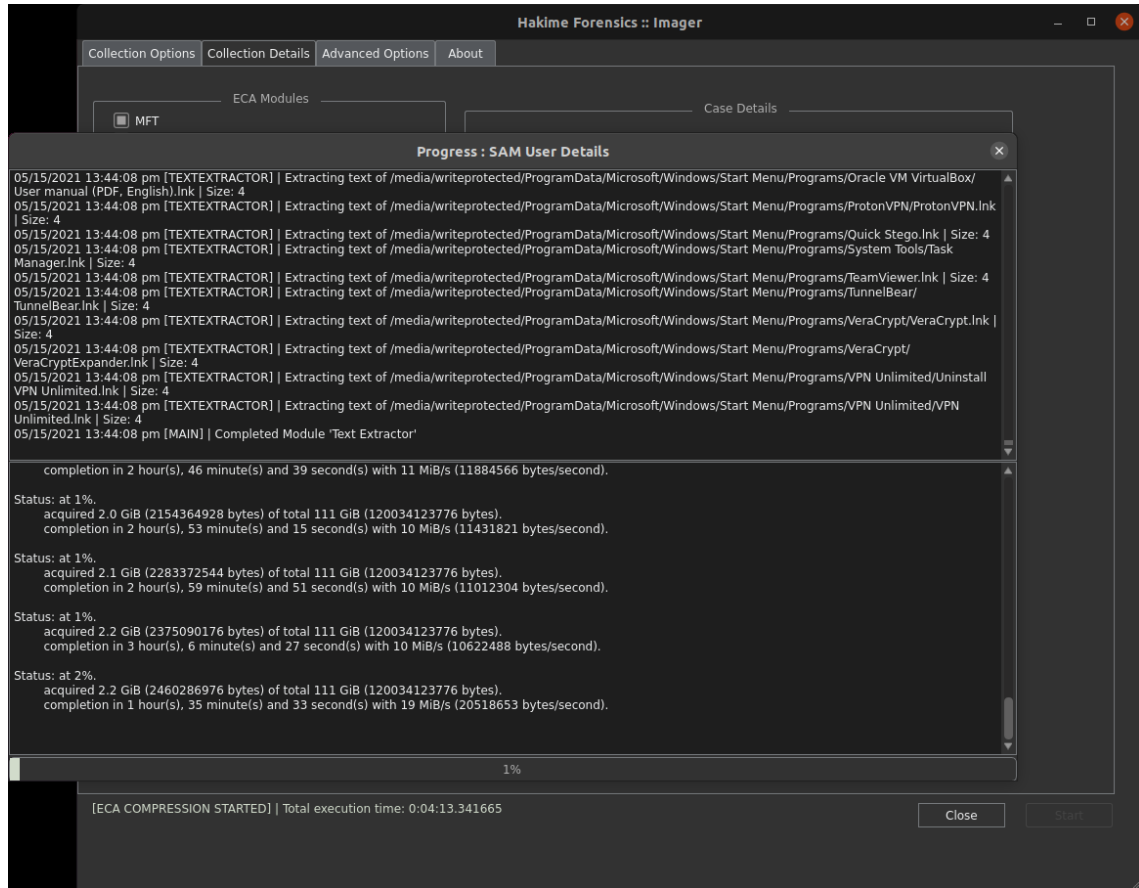 Hakime Forensics :: Imager
Collection Options
Collection Details
Advanced Options
About
ECA Modules
Case Details
MFT
Progress : SAM User Details
05/15/2021 13:44:08 pm [TEXTEXTRACTOR] | Extracting text of /media/writeprotected/ProgramData/Microsoft/Windows/Start Menu/Programs/Oracle VM VirtualBox/
User manual (PDF, English).lnk | Size: 4
05/15/2021 13:44:08 pm [TEXTEXTRACTOR] | Extracting text of /media/writeprotected/ProgramData/Microsoft/Windows/Start Menu/Programs/ProtonVPN/ProtonVPN.lnk
| Size: 4
05/15/2021 13:44:08 pm [TEXTEXTRACTOR] | Extracting text of /media/writeprotected/ProgramData/Microsoft/Windows/Start Menu/Programs/Quick Stego.lnk | Size: 4
05/15/2021 13:44:08 pm [TEXTEXTRACTOR] | Extracting text of /media/writeprotected/ProgramData/Microsoft/Windows/Start Menu/Programs/System Tools/Task
Manager.lnk | Size: 4
05/15/2021 13:44:08 pm [TEXTEXTRACTOR] | Extracting text of /media/writeprotected/ProgramData/Microsoft/Windows/Start Menu/Programs/TeamViewer.lnk | Size: 4
05/15/2021 13:44:08 pm [TEXTEXTRACTOR] | Extracting text of /media/writeprotected/ProgramData/Microsoft/Windows/Start Menu/Programs/TunnelBear/
TunnelBear.lnk | Size: 4
05/15/2021 13:44:08 pm [TEXTEXTRACTOR] | Extracting text of /media/writeprotected/ProgramData/Microsoft/Windows/Start Menu/Programs/VeraCrypt/VeraCrypt.lnk |
Size: 4
05/15/2021 13:44:08 pm [TEXTEXTRACTOR] | Extracting text of /media/writeprotected/ProgramData/Microsoft/Windows/Start Menu/Programs/VeraCrypt/
VeraCryptExpander.lnk | Size: 4
05/15/2021 13:44:08 pm [TEXTEXTRACTOR] | Extracting text of /media/writeprotected/ProgramData/Microsoft/Windows/Start Menu/Programs/VPN Unlimited/Uninstall
VPN Unlimited.lnk | Size: 4
05/15/2021 13:44:08 pm [TEXTEXTRACTOR] | Extracting text of /media/writeprotected/ProgramData/Microsoft/Windows/Start Menu/Programs/VPN Unlimited/VPN
Unlimited.lnk | Size: 4
05/15/2021 13:44:08 pm [MAIN] | Completed Module 'Text Extractor'
completion in 2 hour(s), 46 minute(s) and 39 second(s) with 11 MiB/s (11884566 bytes/second).
Status: at 1%.
acquired 2.0 GiB (2154364928 bytes) of total 111 GiB (120034123776 bytes).
completion in 2 hour(s), 53 minute(s) and 15 second(s) with 10 MiB/s (11431821 bytes/second).
Status: at 1%.
acquired 2.1 GiB (2283372544 bytes) of total 111 GiB (120034123776 bytes).
completion in 2 hour(s), 59 minute(s) and 51 second(s) with 10 MiB/s (11012304 bytes/second).
Status: at 1%.
acquired 2.2 GiB (2375090176 bytes) of total 111 GiB (120034123776 bytes).
completion in 3 hour(s), 6 minute(s) and 27 second(s) with 10 MiB/s (10622488 bytes/second).
Status: at 2%.
acquired 2.2 GiB (2460286976 bytes) of total 111 GiB (120034123776 bytes).
completion in 1 hour(s), 35 minute(s) and 33 second(s) with 19 MiB/s (20518653 bytes/second).
1%
[ECA COMPRESSION STARTED] | Total execution time: 0:04:13.341665
Close
Start